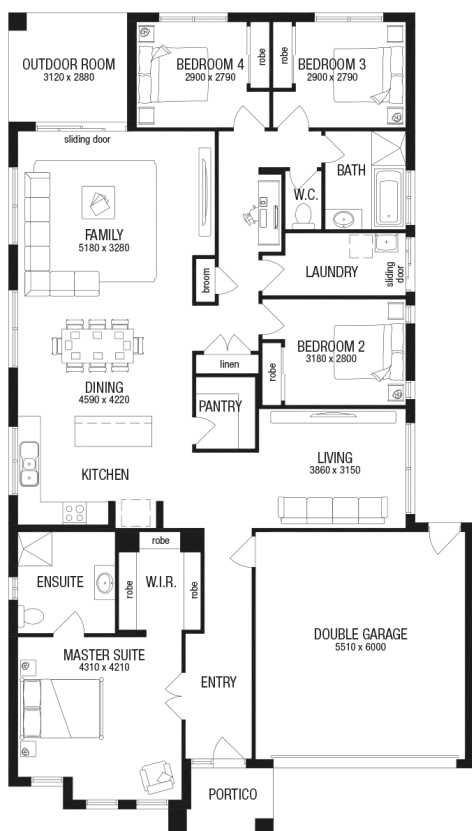 OUTDOOR ROOM
3120 x 2880
BEDROOM 4
2900 x 2790
robe
robe
BEDROOM 3
2900 x 2790
sliding door
FAMILY
5180 x 3280
W.C.
BATH
broom
LAUNDRY
sliding
door
linen
BEDROOM 2
3180 x 2800
robe
DINING
4590 x 4220
PANTRY
KITCHEN
LIVING
3860 x 3150
robe
ENSUITE
robe
W.I.R.
robe
MASTER SUITE
4310 x 4210
ENTRY
DOUBLE GARAGE
5510 x 6000
PORTICO